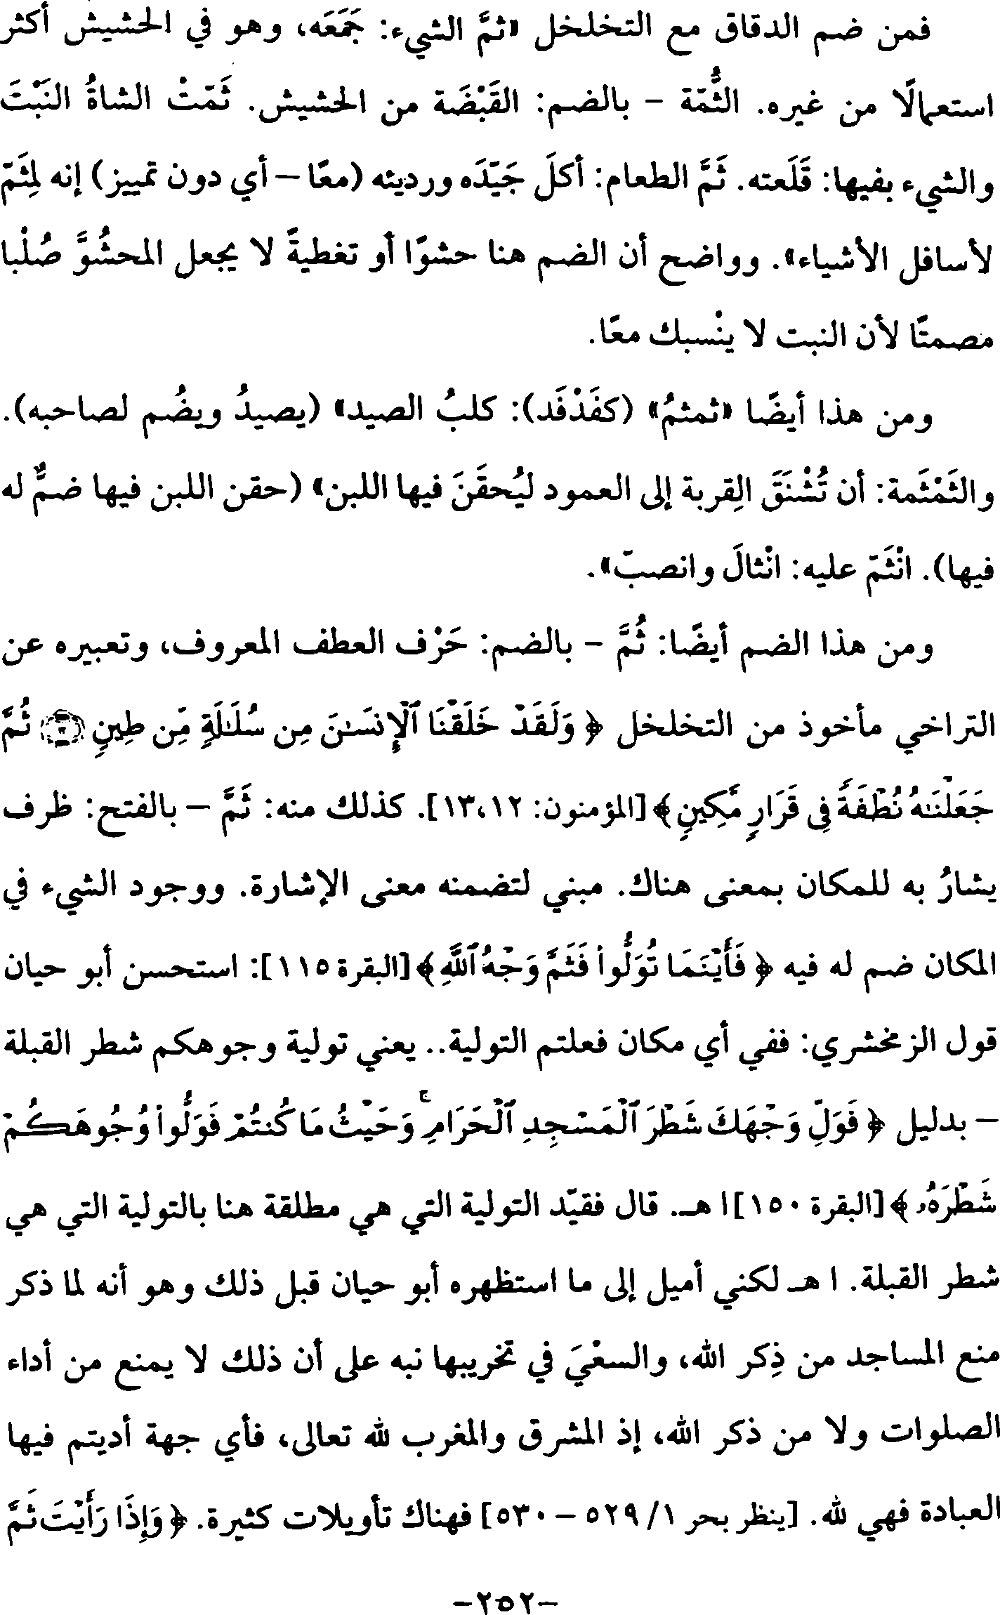 فمن ضم الدقاق مع التخلخل «ثمَّ الشيء: جَمَعَه، وهو في الحشيش أكثر
استعمالًا من غيره. الثُّمّة – بالضم: القَبْضَة من الحشيش. ثَمّتْ الشاةُ النَبْتَ
والشيء بفيها: قَلَعته. ثَمَّ الطعام: أكلَ جَيّدَه ورديئه (معًا – أي دون تمييز) إنه لِمَثَمّ
لأسافل الأشياء». وواضح أن الضم هنا حشوًا أو تغطيةً لا يجعل المحشُوَّ صُلْبا
مصمتًا لأن النبت لا ينْسبك معًا.
ومن هذا أيضًا «ثمثمُ» (كفَدْفَد): كلبُ الصيد» (يصيدُ ويضُم لصاحبه).
والثَمْثَمة: أن تُشْنَقَ القِربة إلى العمود ليُحقَنَ فيها اللبن» (حقن اللبن فيها ضمٌّ له
فيها). انْثَمّ عليه: انْثالَ وانصبّ».
ومن هذا الضم أيضًا: ثُمَّ – بالضم: حَرْف العطف المعروف، وتعبيره عن
التراخي مأخوذ من التخلخل ﴿ وَلَقَدْ خَلَقْنَا ٱلْإِنسَٰنَ مِن سُلَٰلَةٍ مِّن طِينٍ ۝ ثُمَّ
جَعَلْنَٰهُ نُطْفَةً فِى قَرَارٍ مَّكِينٍ ﴾ [المؤمنون: ١٢،١٣]. كذلك منه: ثَمَّ – بالفتح: ظرف
يشارُ به للمكان بمعنى هناك. مبني لتضمنه معنى الإشارة. ووجود الشيء في
المكان ضم له فيه ﴿ فَأَيْنَمَا تُوَلُّوا۟ فَثَمَّ وَجْهُ ٱللَّهِ ﴾ [البقرة ١١٥]: استحسن أبو حيان
قول الزمخشري: ففي أي مكان فعلتم التولية.. يعني تولية وجوهكم شطر القبلة
– بدليل ﴿ فَوَلِّ وَجْهَكَ شَطْرَ ٱلْمَسْجِدِ ٱلْحَرَامِ ۚ وَحَيْثُ مَا كُنتُمْ فَوَلُّوا۟ وُجُوهَكُمْ
شَطْرَهُۥ ﴾ [البقرة ١٥٠] ا هـ. قال فقيّد التولية التي هي مطلقة هنا بالتولية التي هي
شطر القبلة. ا هـ لكني أميل إلى ما استظهره أبو حيان قبل ذلك وهو أنه لما ذكر
منع المساجد من ذِكر الله، والسعْيَ في تخريبها نبه على أن ذلك لا يمنع من أداء
الصلوات ولا من ذكر الله، إذ المشرق والمغرب لله تعالى، فأي جهة أديتم فيها
العبادة فهي لله. [ينظر بحر ١/ ٥٢٩ – ٥٣٠] فهناك تأويلات كثيرة. ﴿ وَإِذَا رَأَيْتَ ثَمَّ
–٢٥٢–